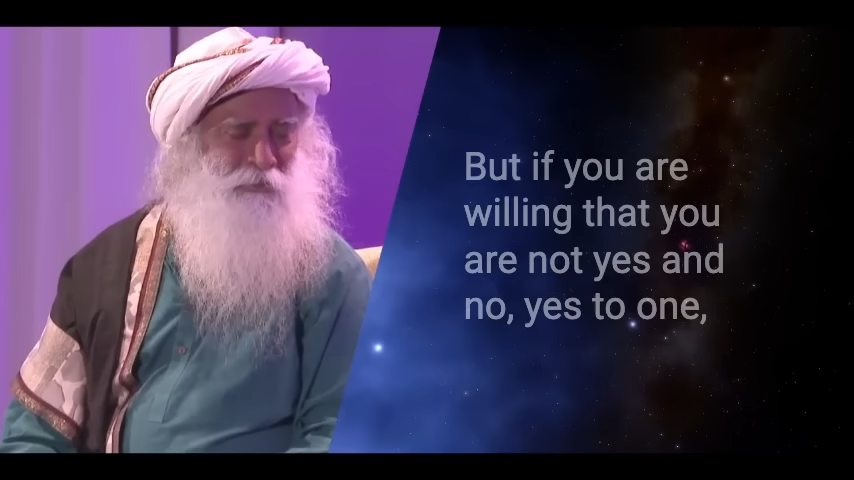 But if you are
willing that you
are not yes and
no, yes to one,